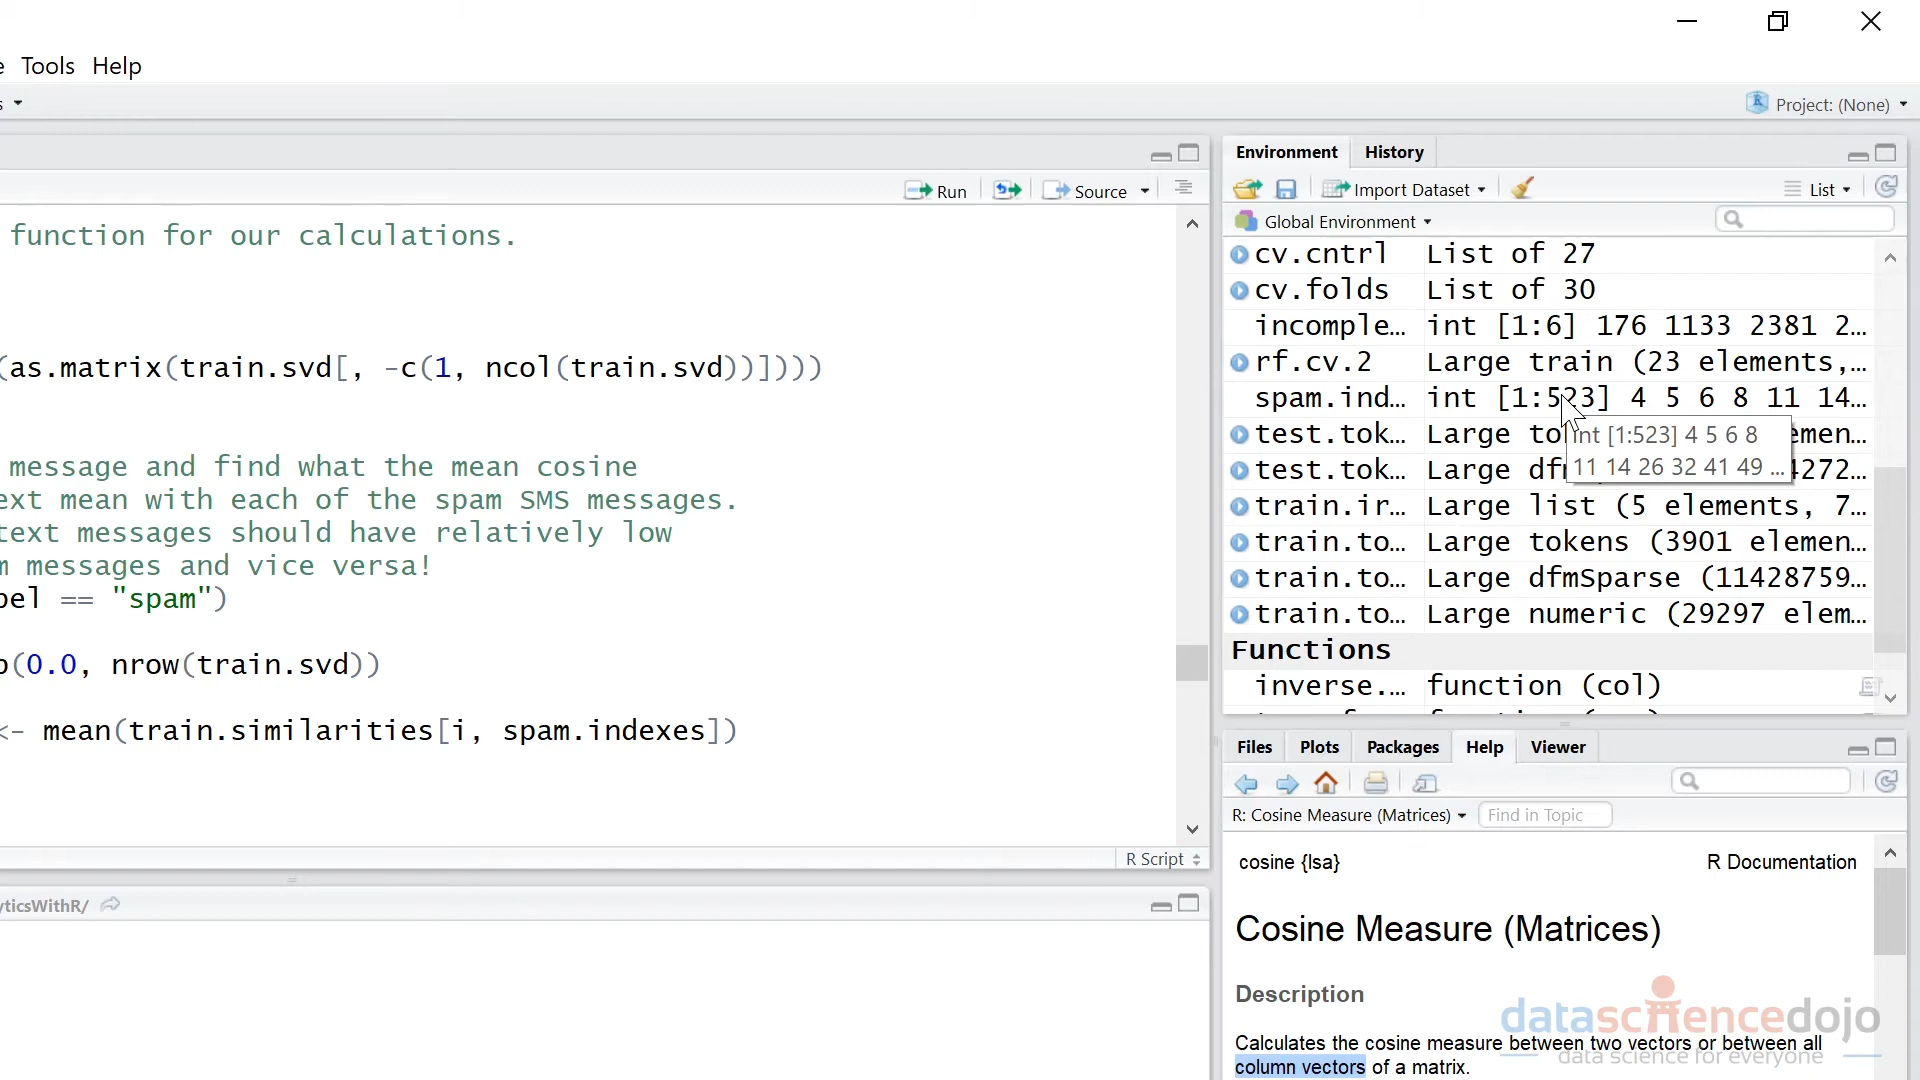 Tools Help
Project: (None)
Run Source
function for our calculations.
(as.matrix(train.svd[, -c(1, ncol(train.svd))])))
message and find what the mean cosine
ext mean with each of the spam SMS messages.
text messages should have relatively low
messages and vice versa!
bel == "spam")
(0.0, nrow(train.svd))
<- mean(train.similarities[i, spam.indexes])
R Script
yticsWithR/
Environment History
Import Dataset List
Global Environment
cv.cntrl List of 27
cv.folds List of 30
incomple… int [1:6] 176 1133 2381 2…
rf.cv.2 Large train (23 elements,…
spam.ind… int [1:523] 4 5 6 8 11 14…
test.tok… Large to emen…
int [1:523] 4 5 6 8
test.tok… Large df 4272…
11 14 26 32 41 49 ...
train.ir… Large list (5 elements, 7…
train.to… Large tokens (3901 elemen…
train.to… Large dfmSparse (11428759…
train.to… Large numeric (29297 elem…
Functions
inverse.… function (col)
Files Plots Packages Help Viewer
R: Cosine Measure (Matrices) Find in Topic
cosine {lsa} R Documentation
Cosine Measure (Matrices)
Description
Calculates the cosine measure between two vectors or between all
column vectors of a matrix.
datasciencedojo
data science for everyone